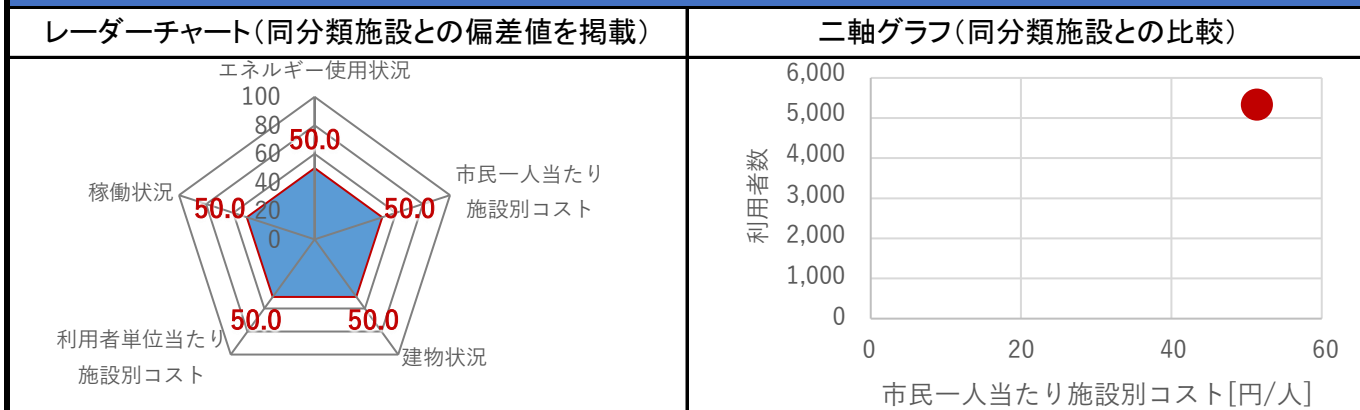 レーダーチャート(同分類施設との偏差値を掲載)
エネルギー使用状況
100
80
60
40
20
0
50.0
市民一人当たり
施設別コスト
50.0
建物状況
50.0
利用者単位当たり
施設別コスト
50.0
稼働状況
50.0
二軸グラフ(同分類施設との比較)
利用者数
6,000
5,000
4,000
3,000
2,000
1,000
0
0 20 40 60
市民一人当たり施設別コスト[円/人]